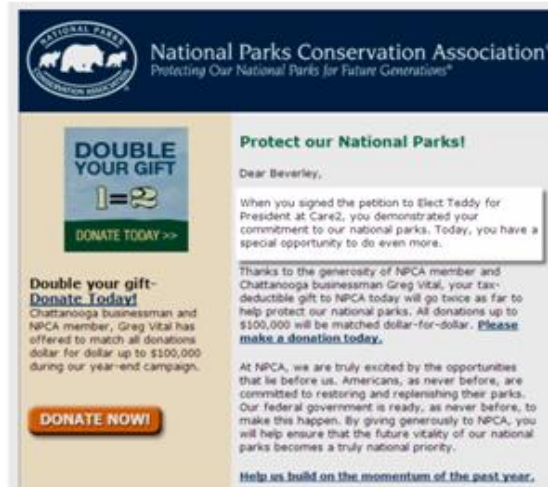 NATIONAL PARKS
CONSERVATION ASSOCIATION
National Parks Conservation Association®
Protecting Our National Parks for Future Generations®
DOUBLE
YOUR GIFT
1=2
DONATE TODAY >>
Double your gift-
Donate Today!
Chattanooga businessman and
NPCA member, Greg Vital has
offered to match all donations
dollar for dollar up to $100,000
during our year-end campaign.
DONATE NOW!
Protect our National Parks!
Dear Beverley,
When you signed the petition to Elect Teddy for
President at Care2, you demonstrated your
commitment to our national parks. Today, you have a
special opportunity to do even more.
Thanks to the generosity of NPCA member and
Chattanooga businessman Greg Vital, your tax-
deductible gift to NPCA today will go twice as far to
help protect our national parks. All donations up to
$100,000 will be matched dollar-for-dollar. Please
make a donation today.
At NPCA, we are truly excited by the opportunities
that lie before us. Americans, as never before, are
committed to restoring and replenishing their parks.
Our federal government is ready, as never before, to
make this happen. By giving generously to NPCA, you
will help ensure that the future vitality of our national
parks becomes a truly national priority.
Help us build on the momentum of the past year.